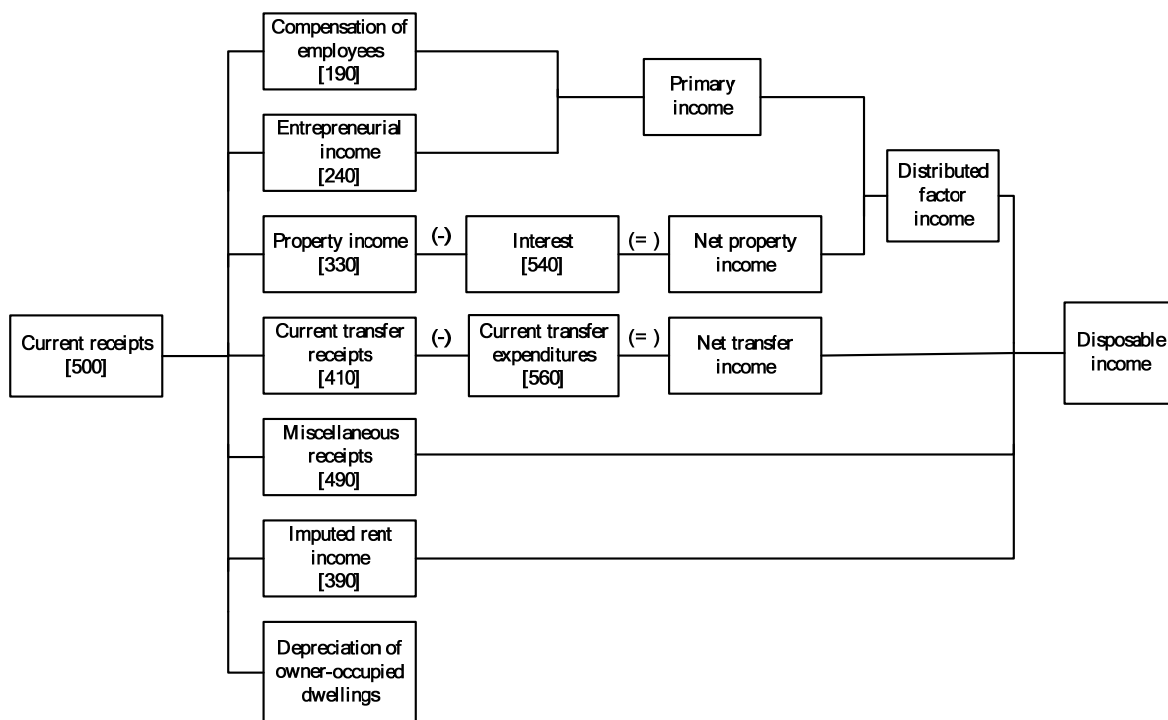 Compensation of
employees
[190]
Primary
income
Entrepreneurial
income
[240]
Distributed
factor
income
Property income
[330]
(-)
Interest
[540]
(= )
Net property
income
Current receipts
[500]
Current transfer
receipts
[410]
(-)
Current transfer
expenditures
[560]
(= )
Net transfer
income
Disposable
income
Miscellaneous
receipts
[490]
Imputed rent
income
[390]
Depreciation of
owner-occupied
dwellings